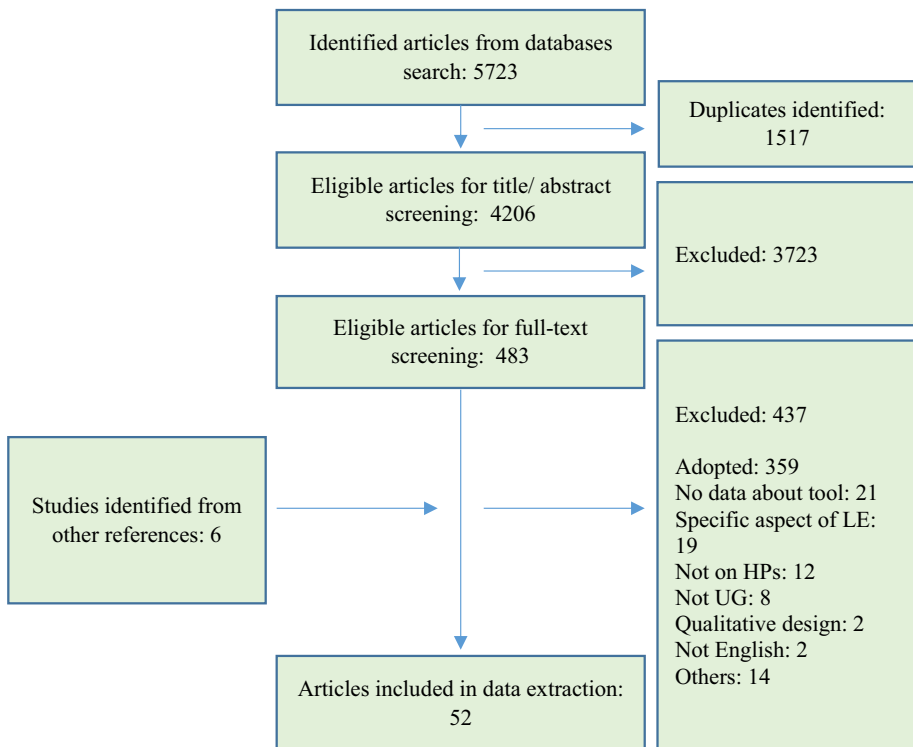 Identified articles from databases
search: 5723
Duplicates identified:
1517
Eligible articles for title/ abstract
screening: 4206
Excluded: 3723
Eligible articles for full-text
screening: 483
Excluded: 437
Adopted: 359
No data about tool: 21
Specific aspect of LE:
19
Not on HPs: 12
Not UG: 8
Qualitative design: 2
Not English: 2
Others: 14
Studies identified from
other references: 6
Articles included in data extraction:
52